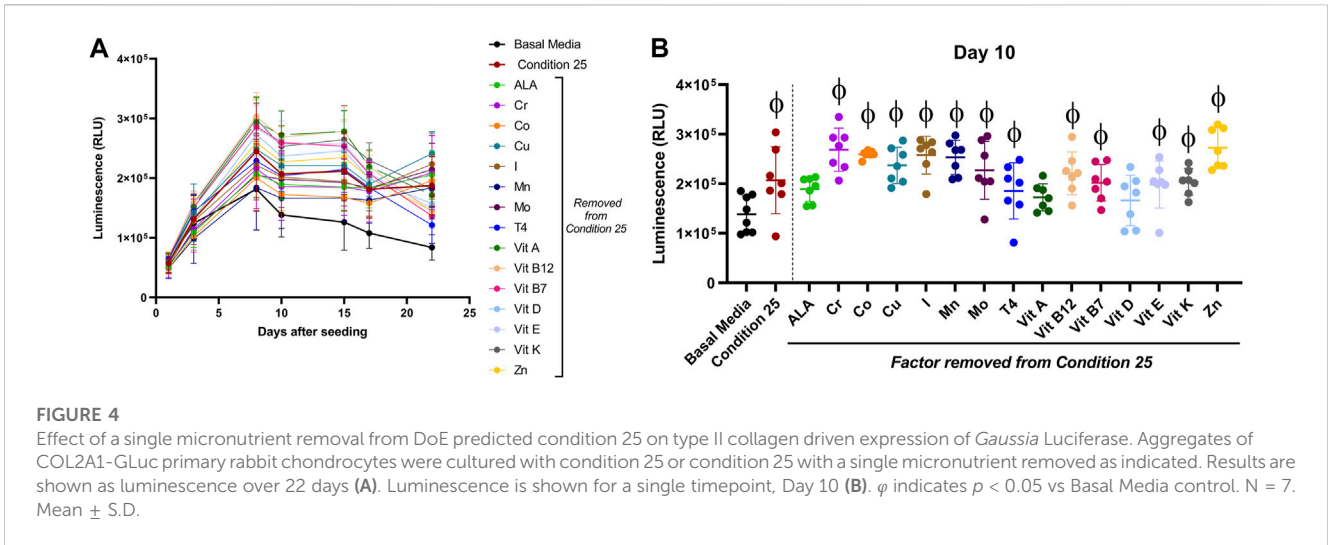 A
4×10⁵
3×10⁵
2×10⁵
1×10⁵
0
Luminescence (RLU)
0 5 10 15 20 25
Days after seeding
Basal Media
Condition 25
ALA
Cr
Co
Cu
I
Mn
Mo
T4
Vit A
Vit B12
Vit B7
Vit D
Vit E
Vit K
Zn
Removed
from
Condition 25
B
Day 10
4×10⁵
3×10⁵
2×10⁵
1×10⁵
0
Luminescence (RLU)
ϕ ϕ ϕ ϕ ϕ ϕ ϕ ϕ ϕ ϕ ϕ ϕ ϕ
Basal Media
Condition 25
ALA
Cr
Co
Cu
I
Mn
Mo
T4
Vit A
Vit B12
Vit B7
Vit D
Vit E
Vit K
Zn
Factor removed from Condition 25
FIGURE 4
Effect of a single micronutrient removal from DoE predicted condition 25 on type II collagen driven expression of Gaussia Luciferase. Aggregates of
COL2A1-GLuc primary rabbit chondrocytes were cultured with condition 25 or condition 25 with a single micronutrient removed as indicated. Results are
shown as luminescence over 22 days (A). Luminescence is shown for a single timepoint, Day 10 (B). φ indicates p < 0.05 vs Basal Media control. N = 7.
Mean ± S.D.